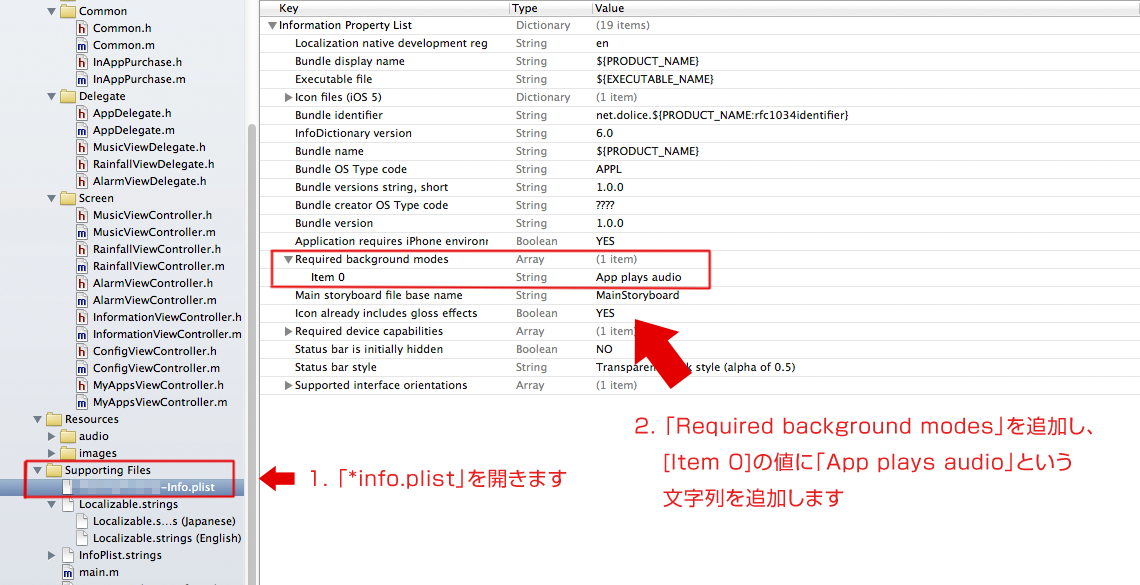 Common
Common.h
Common.m
InAppPurchase.h
InAppPurchase.m
Delegate
AppDelegate.h
AppDelegate.m
MusicViewDelegate.h
RainfallViewDelegate.h
AlarmViewDelegate.h
Screen
MusicViewController.h
MusicViewController.m
RainfallViewController.h
RainfallViewController.m
AlarmViewController.h
AlarmViewController.m
InformationViewController.h
InformationViewController.m
ConfigViewController.h
ConfigViewController.m
MyAppsViewController.h
MyAppsViewController.m
Resources
audio
images
Supporting Files
-Info.plist
Localizable.strings
Localizable.s...s (Japanese)
Localizable.strings (English)
InfoPlist.strings
main.m
Key Type Value
Information Property List Dictionary (19 items)
Localization native development reg String en
Bundle display name String ${PRODUCT_NAME}
Executable file String ${EXECUTABLE_NAME}
Icon files (iOS 5) Dictionary (1 item)
Bundle identifier String net.dolice.${PRODUCT_NAME:rfc1034identifier}
InfoDictionary version String 6.0
Bundle name String ${PRODUCT_NAME}
Bundle OS Type code String APPL
Bundle versions string, short String 1.0.0
Bundle creator OS Type code String ????
Bundle version String 1.0.0
Application requires iPhone environr Boolean YES
Required background modes Array (1 item)
Item 0 String App plays audio
Main storyboard file base name String MainStoryboard
Icon already includes gloss effects Boolean YES
Required device capabilities Array (1 item)
Status bar is initially hidden Boolean NO
Status bar style String Transparen k style (alpha of 0.5)
Supported interface orientations Array (1 item)
1. 「*info.plist」を開きます
2. 「Required background modes」を追加し、
[Item 0]の値に「App plays audio」という
文字列を追加します